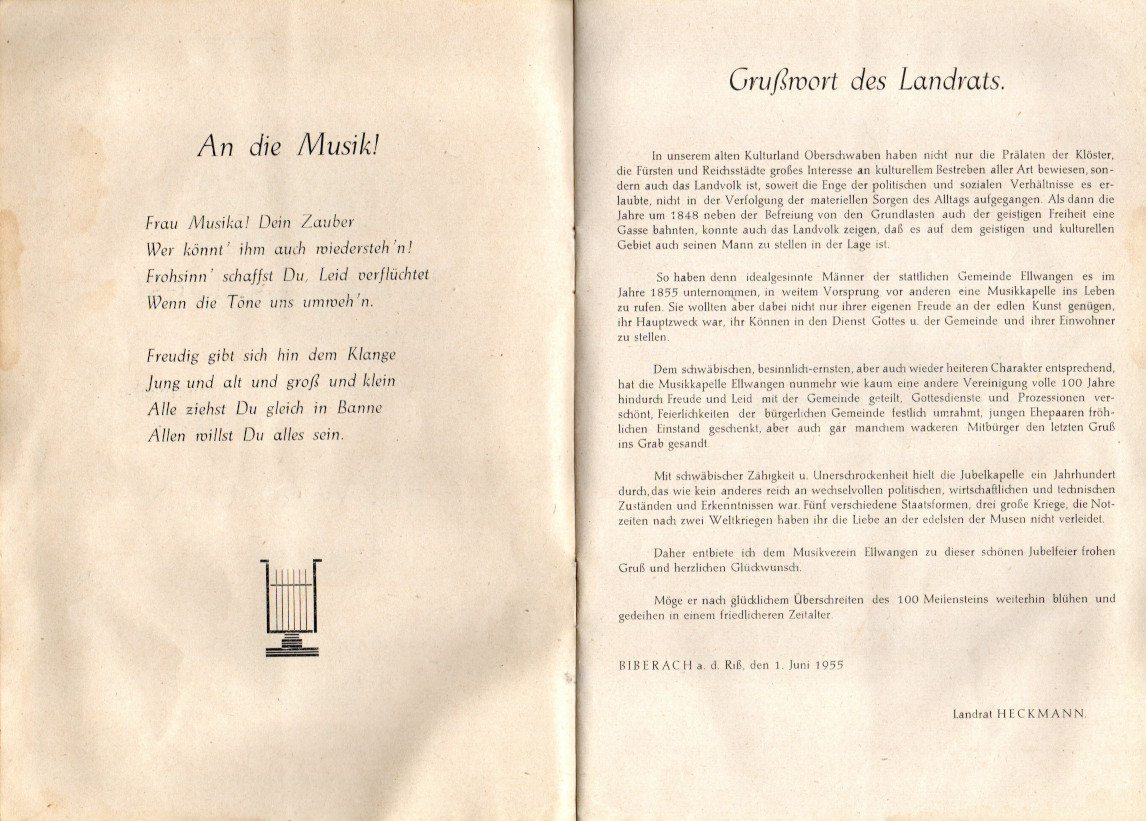 An die Musik!
Frau Musika! Dein Zauber
Wer könnt' ihm auch wiedersteh'n!
Frohsinn' schaffst Du, Leid verflüchtet
Wenn die Töne uns umweh'n.
Freudig gibt sich hin dem Klange
Jung und alt und groß und klein
Alle ziehst Du gleich in Banne
Allen willst Du alles sein.
Grußwort des Landrats.
In unserem alten Kulturland Oberschwaben haben nicht nur die Prälaten der Klöster,
die Fürsten und Reichsstädte großes Interesse an kulturellem Bestreben aller Art bewiesen, son-
dern auch das Landvolk ist, soweit die Enge der politischen und sozialen Verhältnisse es er-
laubte, nicht in der Verfolgung der materiellen Sorgen des Alltags aufgegangen. Als dann die
Jahre um 1848 neben der Befreiung von den Grundlasten auch der geistigen Freiheit eine
Gasse bahnten, konnte auch das Landvolk zeigen, daß es auf dem geistigen und kulturellen
Gebiet auch seinen Mann zu stellen in der Lage ist.
So haben denn idealgesinnte Männer der stattlichen Gemeinde Ellwangen es im
Jahre 1855 unternommen, in weitem Vorsprung vor anderen eine Musikkapelle ins Leben
zu rufen. Sie wollten aber dabei nicht nur ihrer eigenen Freude an der edlen Kunst genügen,
ihr Hauptzweck war, ihr Können in den Dienst Gottes u. der Gemeinde und ihrer Einwohner
zu stellen.
Dem schwäbischen, besinnlich-ernsten, aber auch wieder heiteren Charakter entsprechend,
hat die Musikkapelle Ellwangen nunmehr wie kaum eine andere Vereinigung volle 100 Jahre
hindurch Freude und Leid mit der Gemeinde geteilt, Gottesdienste und Prozessionen ver-
schönt, Feierlichkeiten der bürgerlichen Gemeinde festlich umrahmt, jungen Ehepaaren fröh-
lichen Einstand geschenkt, aber auch gar manchem wackeren Mitbürger den letzten Gruß
ins Grab gesandt.
Mit schwäbischer Zähigkeit u. Unerschrockenheit hielt die Jubelkapelle ein Jahrhundert
durch, das wie kein anderes reich an wechselvollen politischen, wirtschaftlichen und technischen
Zuständen und Erkenntnissen war. Fünf verschiedene Staatsformen, drei große Kriege, die Not-
zeiten nach zwei Weltkriegen haben ihr die Liebe an der edelsten der Musen nicht verleidet.
Daher entbiete ich dem Musikverein Ellwangen zu dieser schönen Jubelfeier frohen
Gruß und herzlichen Glückwunsch.
Möge er nach glücklichem Überschreiten des 100 Meilensteins weiterhin blühen und
gedeihen in einem friedlicheren Zeitalter.
BIBERACH a. d. Riß, den 1. Juni 1955
Landrat HECKMANN.